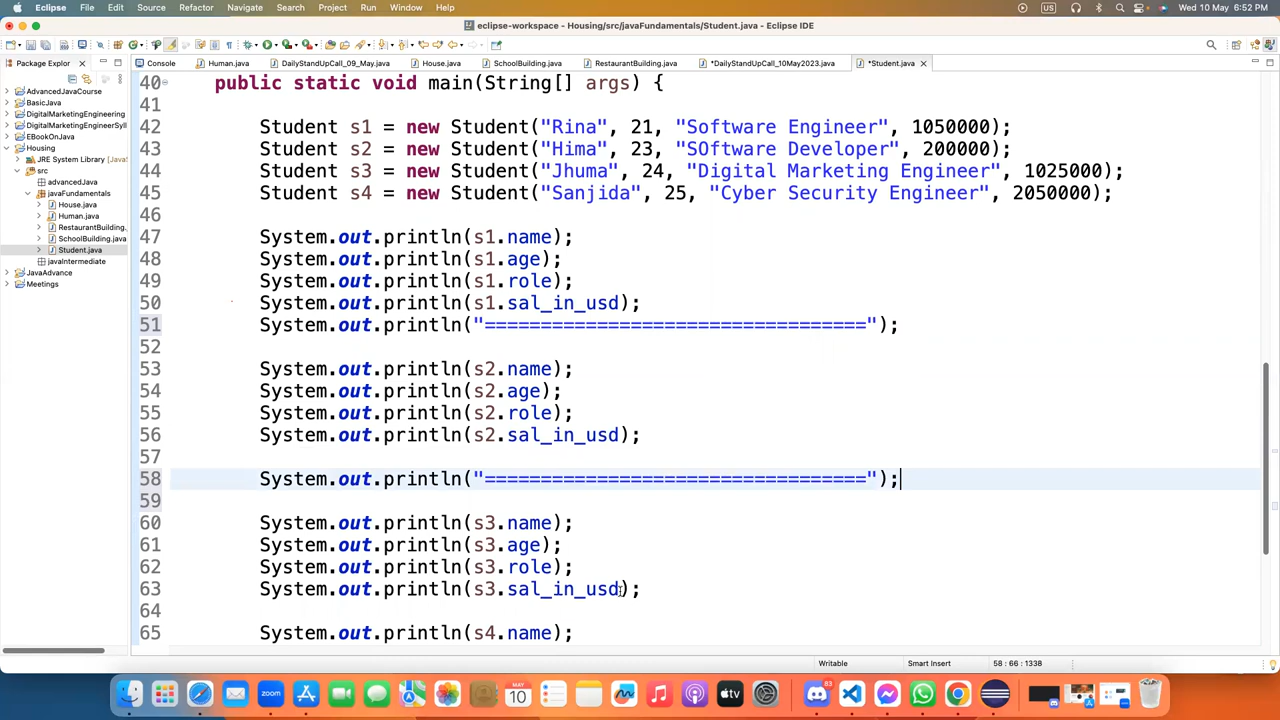 Eclipse File Edit Source Refactor Navigate Search Project Run Window Help US Wed 10 May 6:52 PM
eclipse-workspace - Housing/src/javaFundamentals/Student.java - Eclipse IDE
Package Explor Console Human.java DailyStandUpCall_09_May.java House.java SchoolBuilding.java RestaurantBuilding.java *DailyStandUpCall_10May2023.java *Student.java
AdvancedJavaCourse
BasicJava
DigitalMarketingEngineering
DigitalMarketingEngineerSyll
EBookOnJava
Housing
JRE System Library [Java
src
advancedJava
javaFundamentals
House.java
Human.java
RestaurantBuilding.
SchoolBuilding.java
Student.java
javaIntermediate
JavaAdvance
Meetings
40 public static void main(String[] args) {
41
42 Student s1 = new Student("Rina", 21, "Software Engineer", 1050000);
43 Student s2 = new Student("Hima", 23, "SOftware Developer", 200000);
44 Student s3 = new Student("Jhuma", 24, "Digital Marketing Engineer", 1025000);
45 Student s4 = new Student("Sanjida", 25, "Cyber Security Engineer", 2050000);
46
47 System.out.println(s1.name);
48 System.out.println(s1.age);
49 System.out.println(s1.role);
50 System.out.println(s1.sal_in_usd);
51 System.out.println("==================================");
52
53 System.out.println(s2.name);
54 System.out.println(s2.age);
55 System.out.println(s2.role);
56 System.out.println(s2.sal_in_usd);
57
58 System.out.println("==================================");
59
60 System.out.println(s3.name);
61 System.out.println(s3.age);
62 System.out.println(s3.role);
63 System.out.println(s3.sal_in_usd);
64
65 System.out.println(s4.name);
Writable Smart Insert 58 : 66 : 1338
zoom MAY 10 tv 83